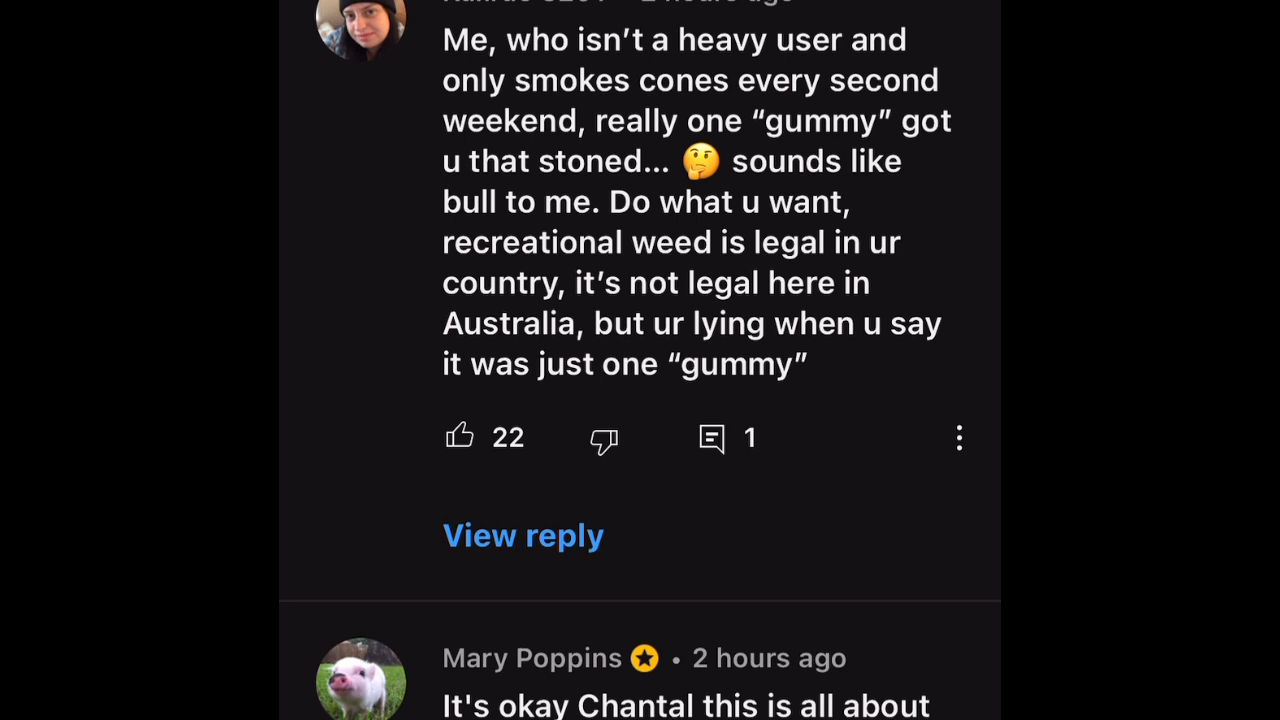 Me, who isn’t a heavy user and
only smokes cones every second
weekend, really one “gummy” got
u that stoned... 🤔 sounds like
bull to me. Do what u want,
recreational weed is legal in ur
country, it’s not legal here in
Australia, but ur lying when u say
it was just one “gummy”
22 1
View reply
Mary Poppins • 2 hours ago
It's okay Chantal this is all about